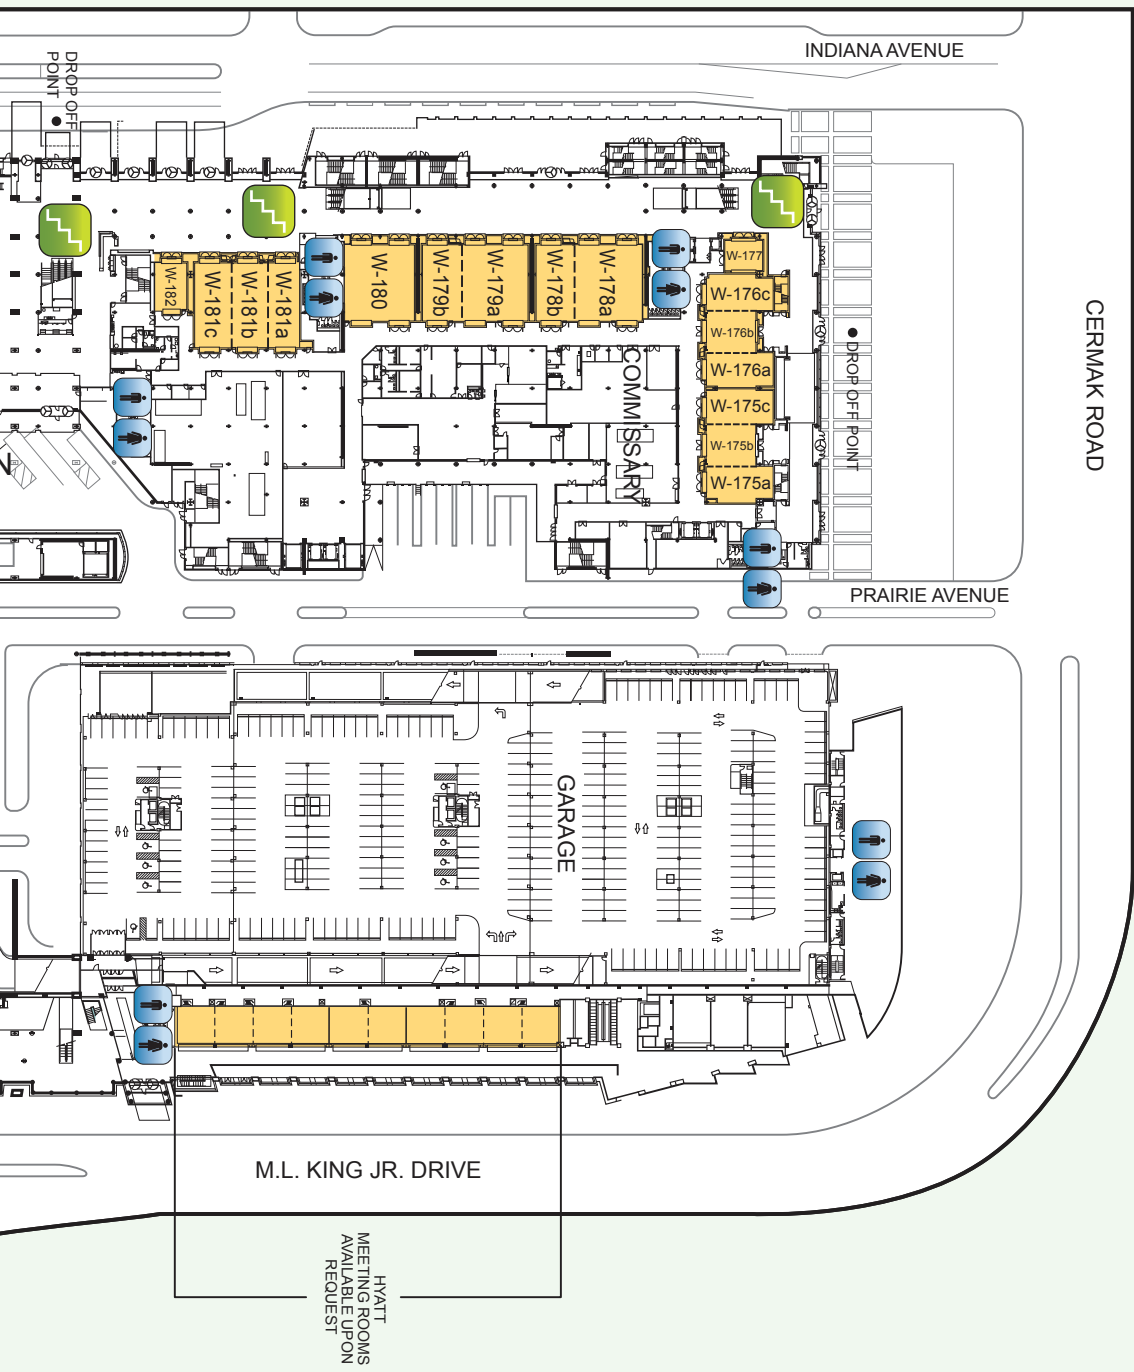 INDIANA AVENUE
DROP OFF
POINT
W-182
W-181c
W-181b
W-181a
W-180
W-179b
W-179a
W-178b
W-178a
W-177
W-176c
W-176b
W-176a
W-175c
W-175b
W-175a
COMMISSARY
DROP OFF POINT
CERMAK ROAD
PRAIRIE AVENUE
GARAGE
M.L. KING JR. DRIVE
HYATT
MEETING ROOMS
AVAILABLE UPON
REQUEST